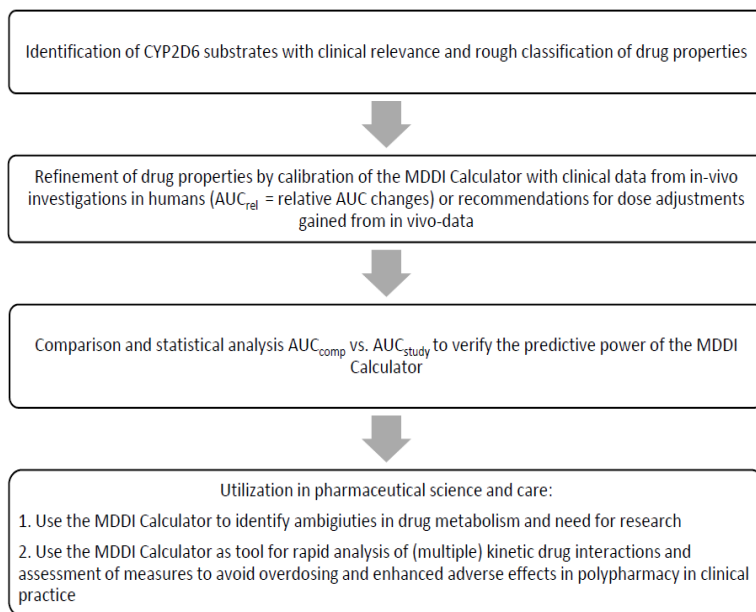 Identification of CYP2D6 substrates with clinical relevance and rough classification of drug properties
Refinement of drug properties by calibration of the MDDI Calculator with clinical data from in-vivo
investigations in humans (AUCrel = relative AUC changes) or recommendations for dose adjustments
gained from in vivo-data
Comparison and statistical analysis AUCcomp vs. AUCstudy to verify the predictive power of the MDDI
Calculator
Utilization in pharmaceutical science and care:
1. Use the MDDI Calculator to identify ambigiuties in drug metabolism and need for research
2. Use the MDDI Calculator as tool for rapid analysis of (multiple) kinetic drug interactions and
assessment of measures to avoid overdosing and enhanced adverse effects in polypharmacy in clinical
practice